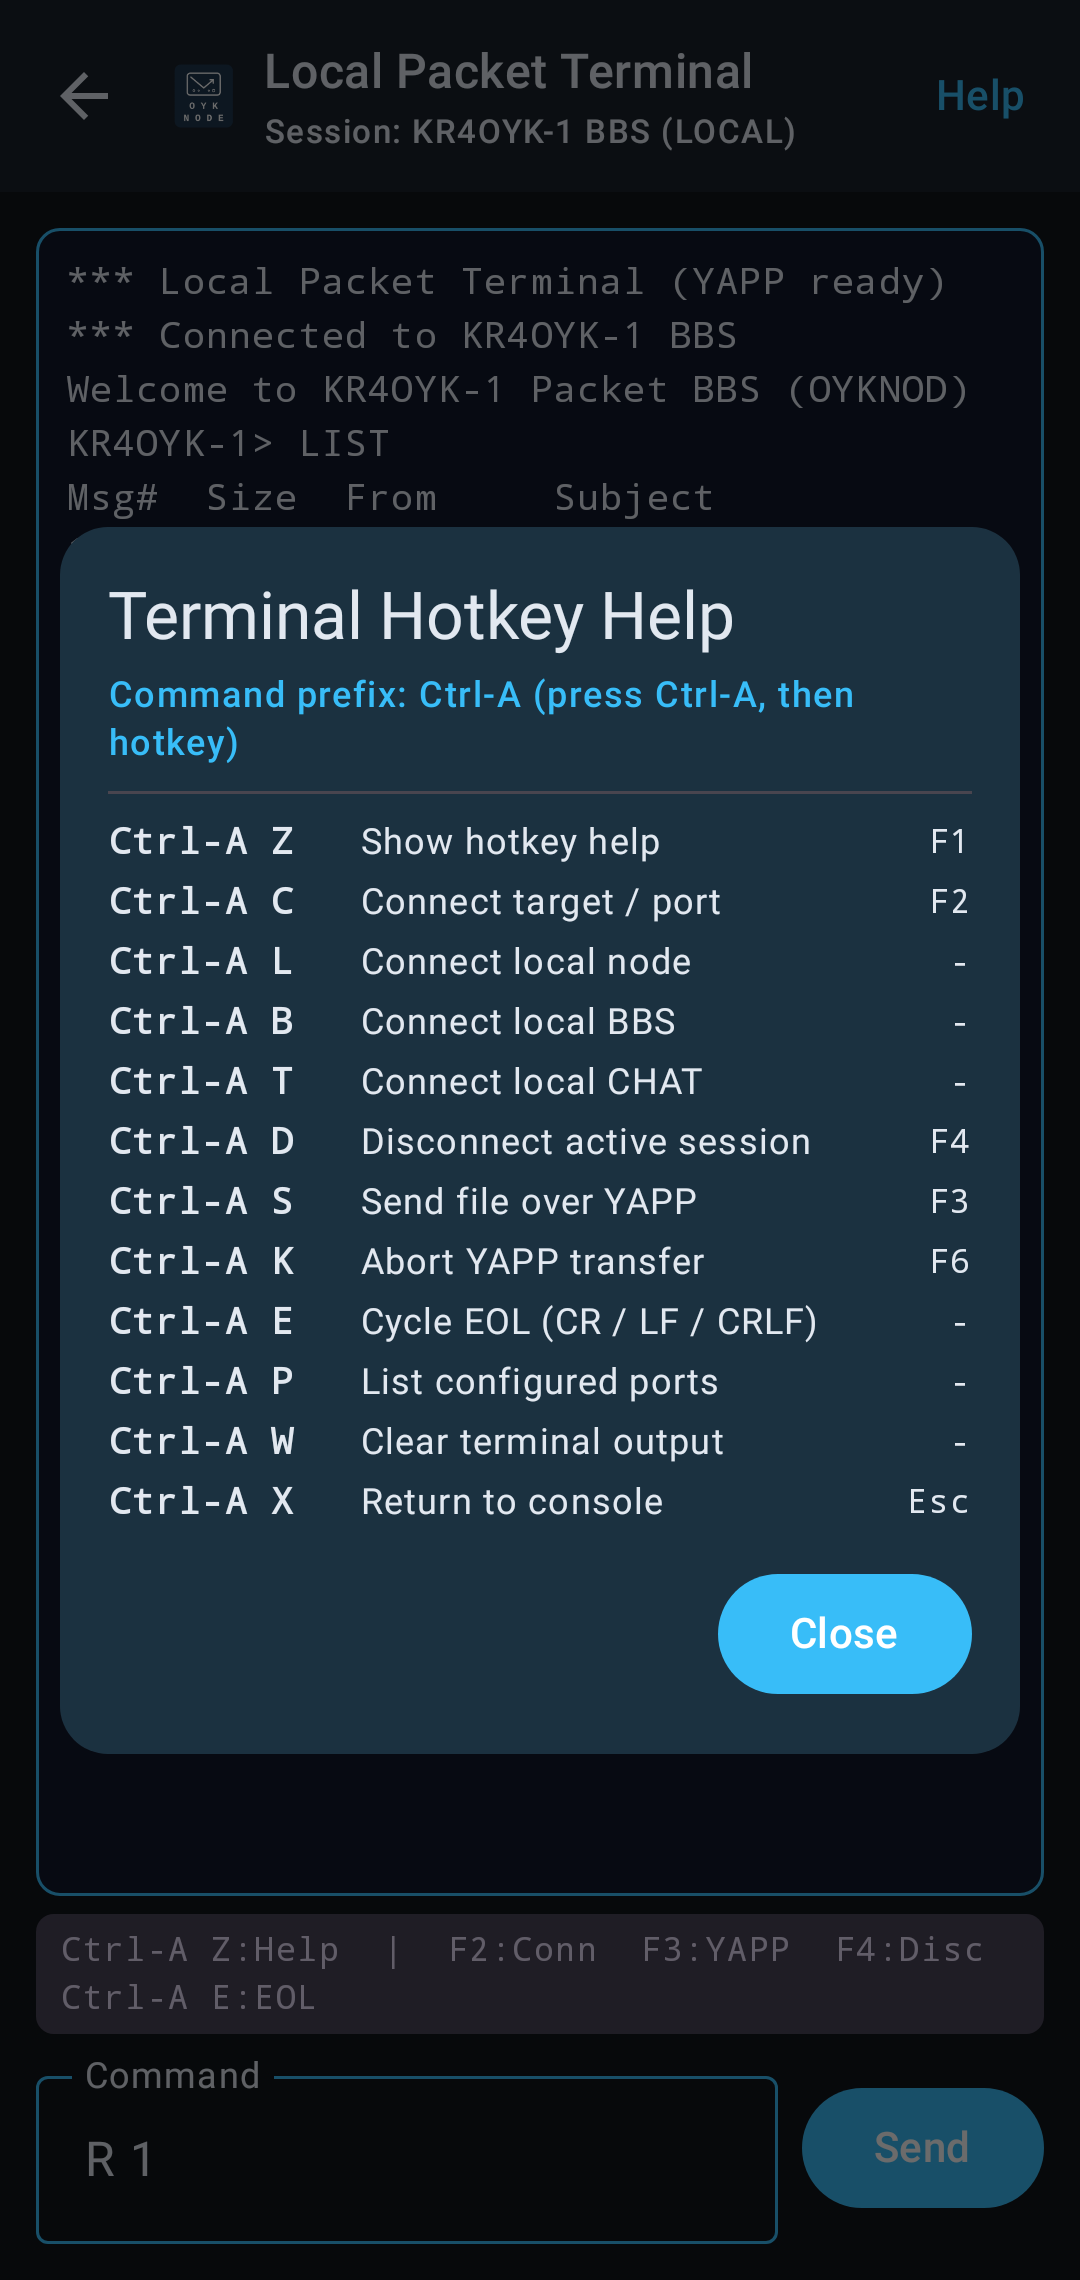 Local Packet Terminal
Help
OYK
NODE
Session: KR4OYK-1 BBS (LOCAL)
*** Local Packet Terminal (YAPP ready)
*** Connected to KR4OYK-1 BBS
Welcome to KR4OYK-1 Packet BBS (OYKNOD)
KR4OYK-1> LIST
Msg#  Size  From     Subject
Terminal Hotkey Help
Command prefix: Ctrl-A (press Ctrl-A, then
hotkey)
Ctrl-A Z Show hotkey help F1
Ctrl-A C Connect target / port F2
Ctrl-A L Connect local node -
Ctrl-A B Connect local BBS -
Ctrl-A T Connect local CHAT -
Ctrl-A D Disconnect active session F4
Ctrl-A S Send file over YAPP F3
Ctrl-A K Abort YAPP transfer F6
Ctrl-A E Cycle EOL (CR / LF / CRLF) -
Ctrl-A P List configured ports -
Ctrl-A W Clear terminal output -
Ctrl-A X Return to console Esc
Close
Ctrl-A Z:Help  |  F2:Conn  F3:YAPP  F4:Disc
Ctrl-A E:EOL
Command
R 1
Send